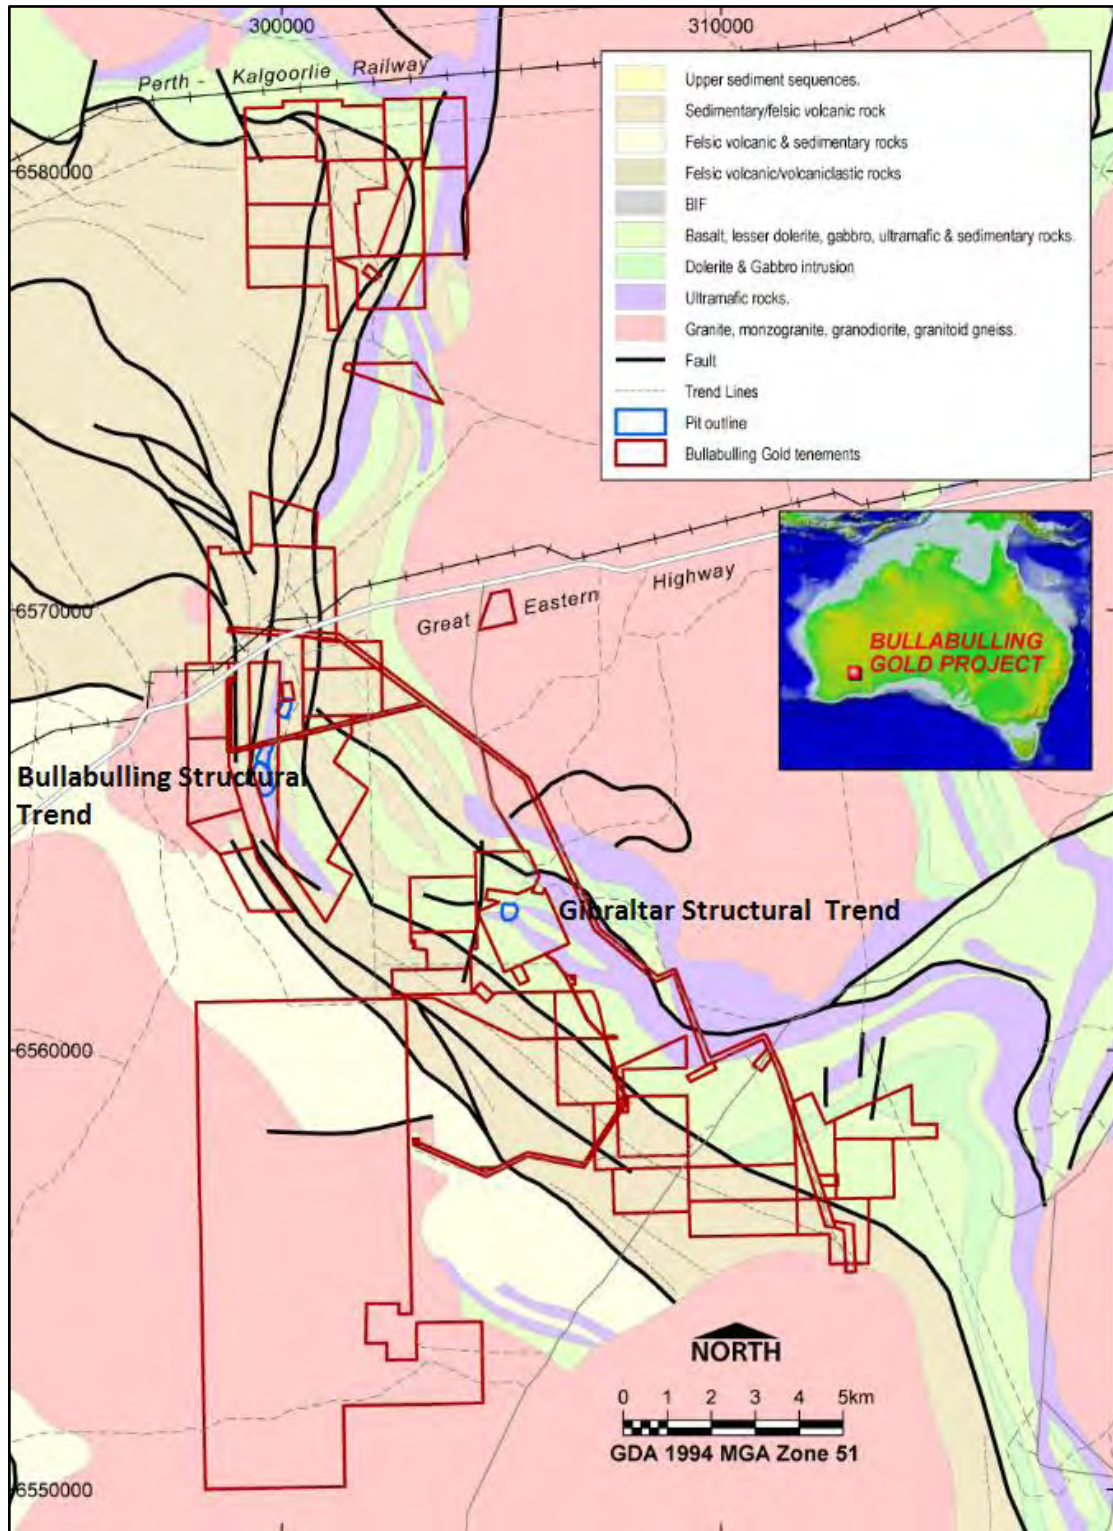 300000
310000
Perth - Kalgoorlie Railway
Upper sediment sequences.
Sedimentary/felsic volcanic rock
Felsic volcanic & sedimentary rocks
Felsic volcanic/volcaniclastic rocks
BIF
Basalt, lesser dolerite, gabbro, ultramafic & sedimentary rocks.
Dolerite & Gabbro intrusion
Ultramafic rocks.
Granite, monzogranite, granodiorite, granitoid gneiss.
Fault
Trend Lines
Pit outline
Bullabulling Gold tenements
6580000
BULLABULLING
GOLD PROJECT
Great Eastern Highway
6570000
Bullabulling Structural
Trend
Gibraltar Structural Trend
6560000
NORTH
0 1 2 3 4 5km
GDA 1994 MGA Zone 51
6550000